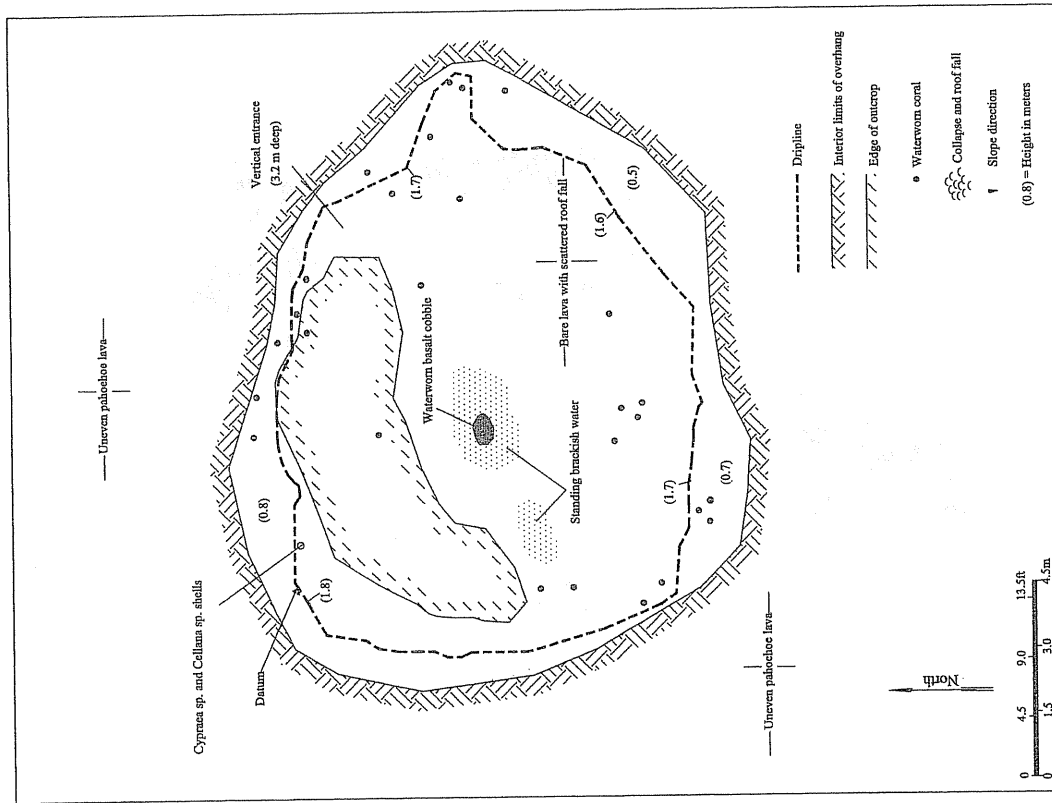 Uneven pahoehoe lava
Cypraea sp. and Cellana sp. shells
Datum
(0.8)
(1.8)
Vertical entrance
(3.2 m deep)
(1.7)
Waterworn basalt cobble
Standing brackish water
Bare lava with scattered roof fall
(1.6)
(0.5)
(1.7)
(0.7)
Uneven pahoehoe lava
Dripline
Interior limits of overhang
Edge of outcrop
Waterworn coral
Collapse and roof fall
Slope direction
(0.8) = Height in meters
North
0 4.5 9.0 13.5ft
0 1.5 3.0 4.5m